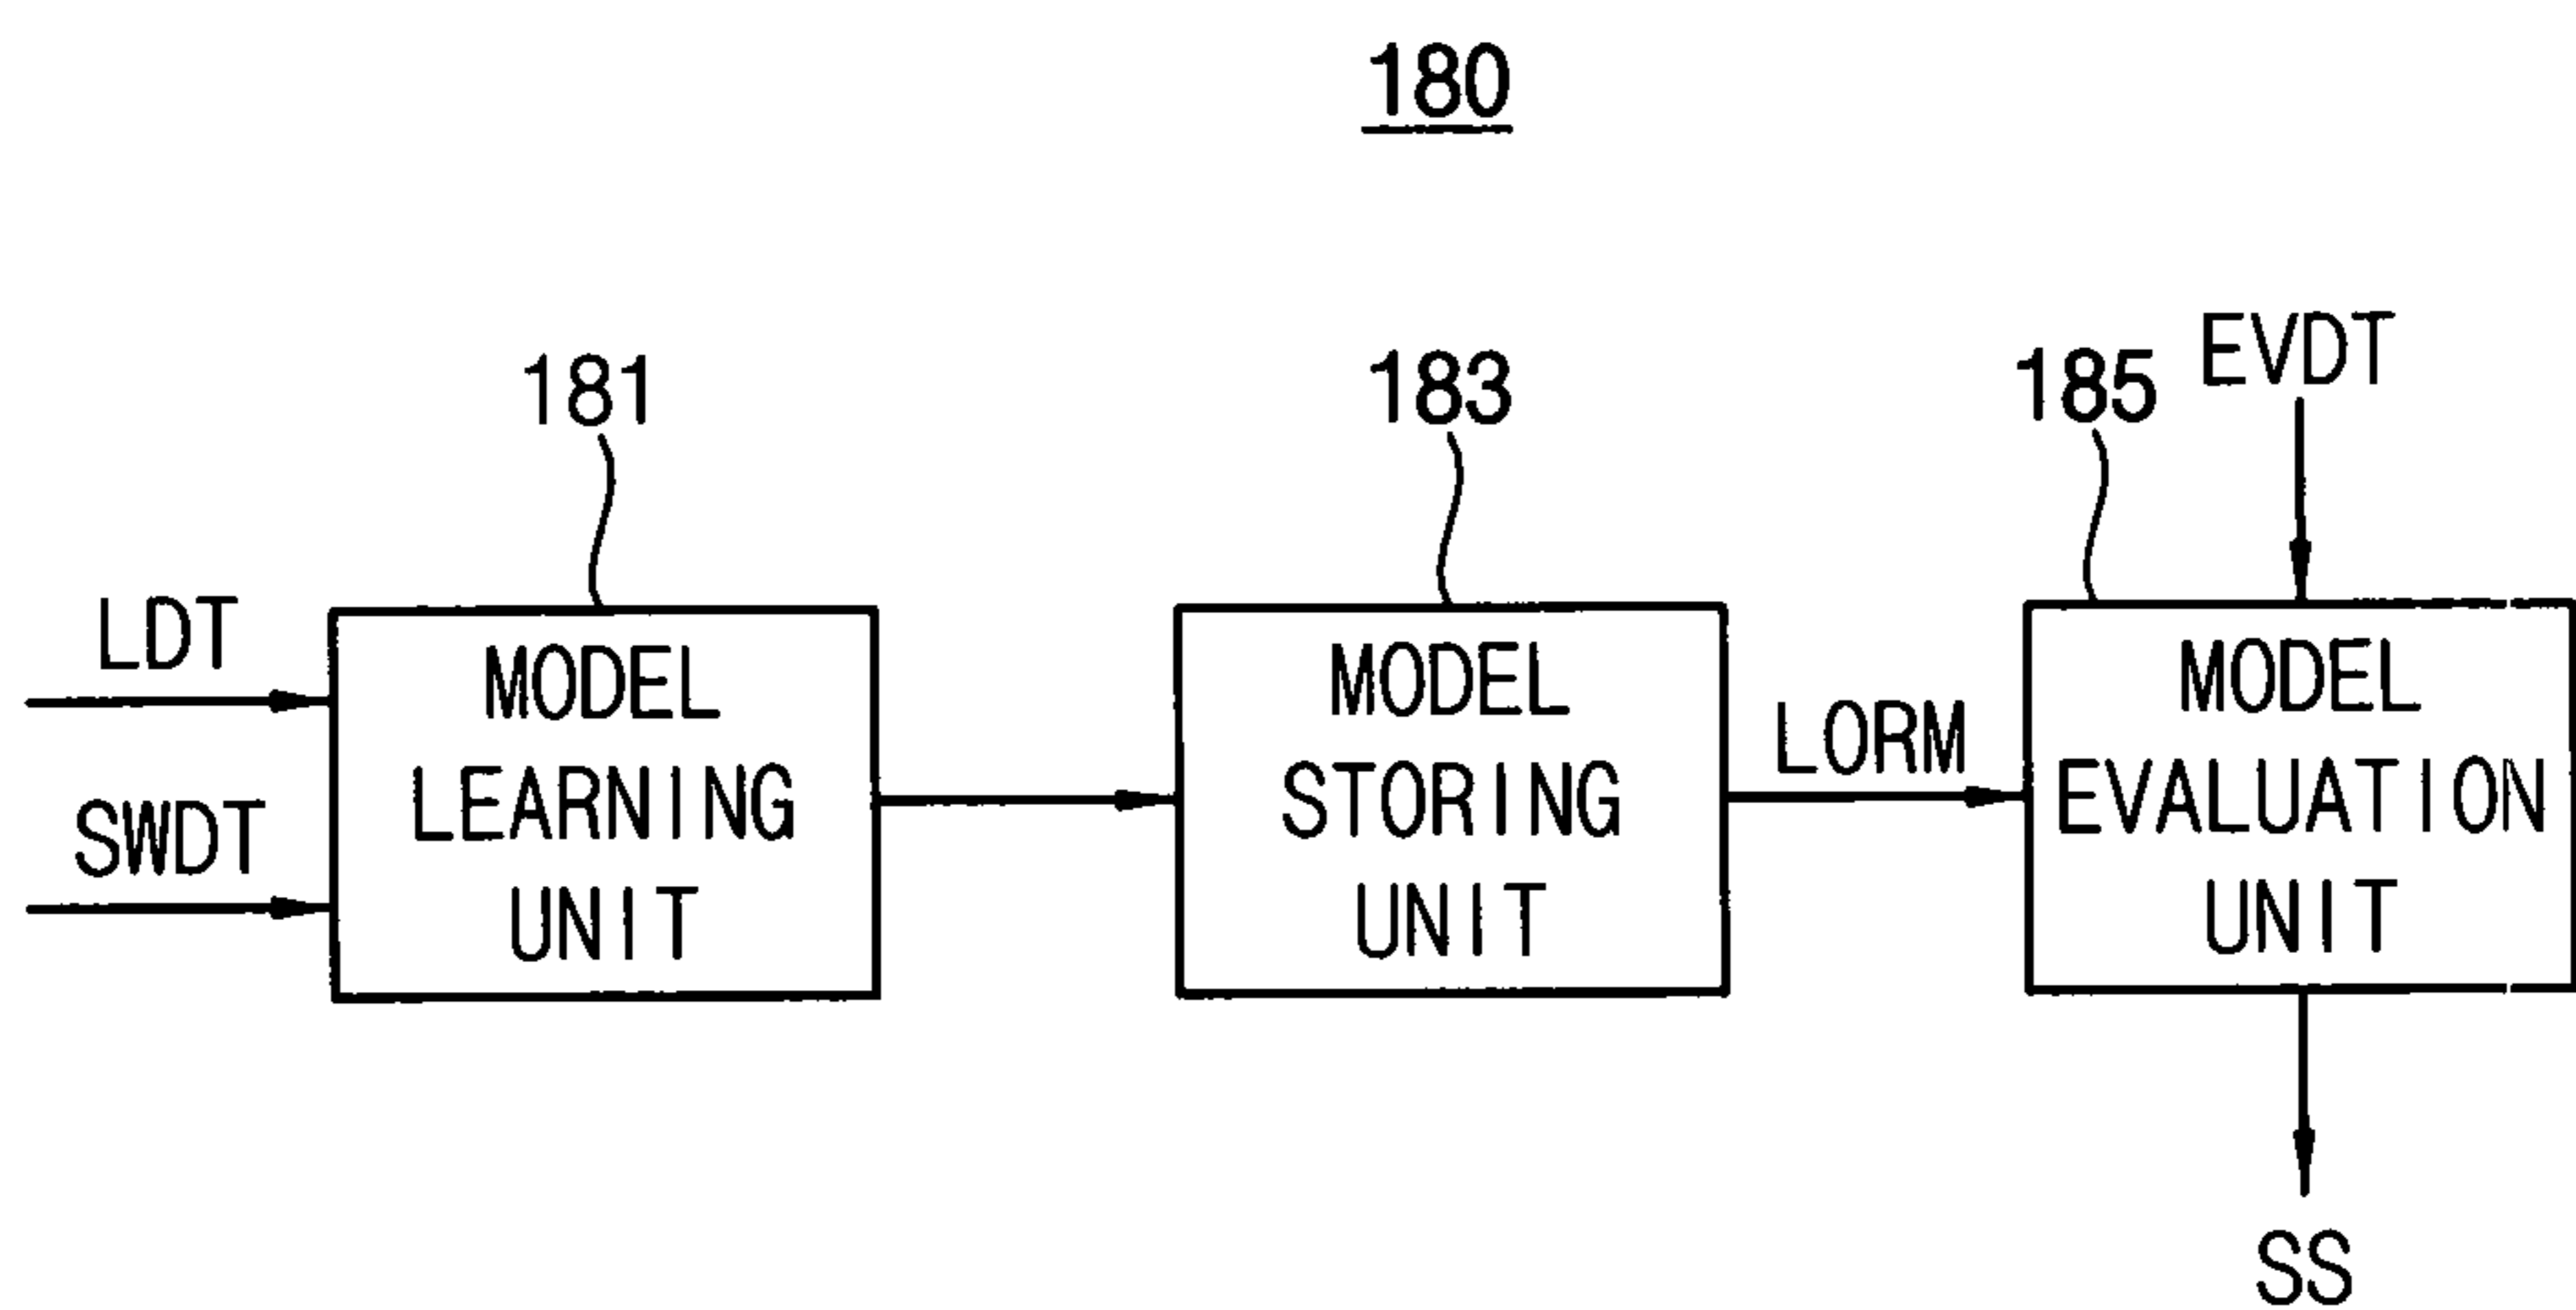 180
181
183
185
EVDT
LDT
SWDT
MODEL
LEARNING
UNIT
MODEL
STORING
UNIT
LORM
MODEL
EVALUATION
UNIT
SS